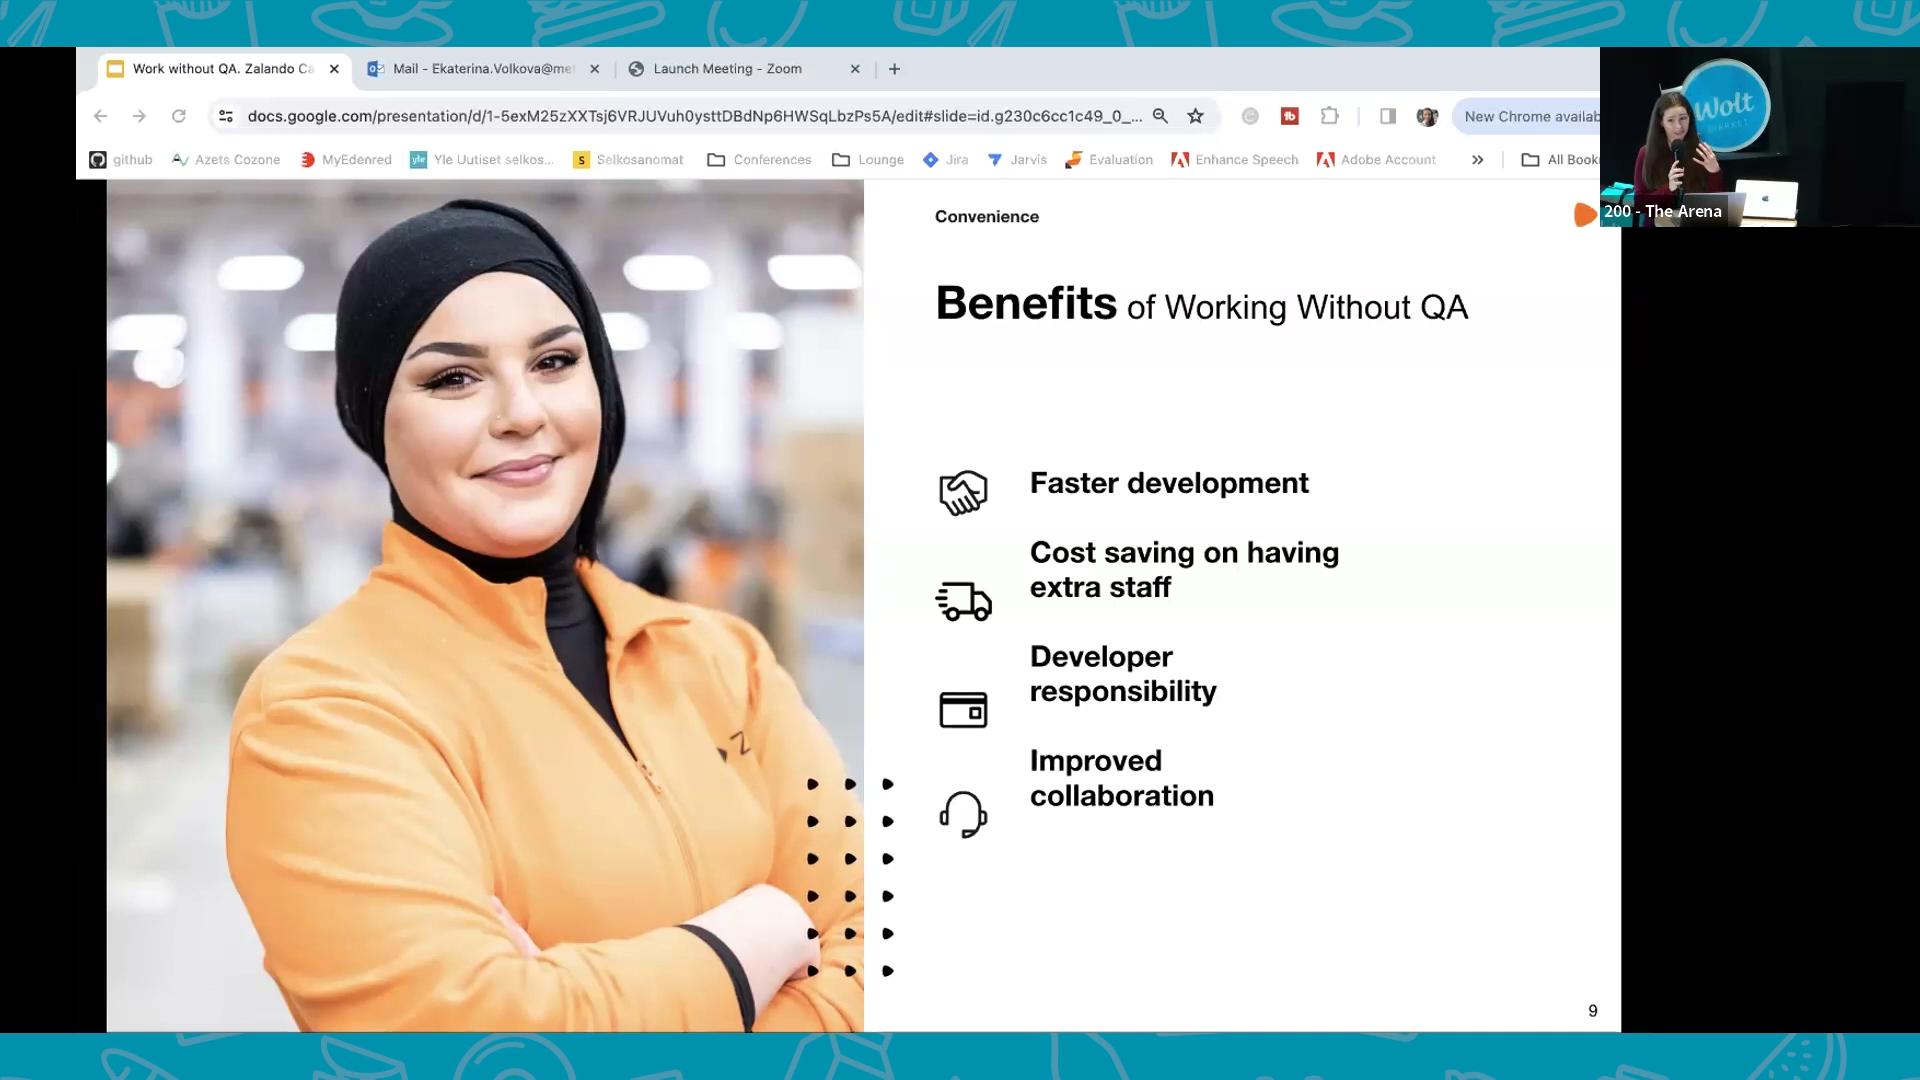 Work without QA. Zalando Ca
Mail - Ekaterina.Volkova@me
Launch Meeting - Zoom
docs.google.com/presentation/d/1-5exM25zXXTsj6VRJUVuh0ysttDBdNp6HWSqLbzPs5A/edit#slide=id.g230c6cc1c49_0_...
New Chrome availab
github
Azets Cozone
MyEdenred
yle
Yle Uutiset selkos...
S
Selkosanomat
Conferences
Lounge
Jira
Jarvis
Evaluation
Enhance Speech
Adobe Account
All Book
Wolt
MARKET
200 - The Arena
Convenience
Benefits of Working Without QA
Faster development
Cost saving on having
extra staff
Developer
responsibility
Improved
collaboration
Z
9